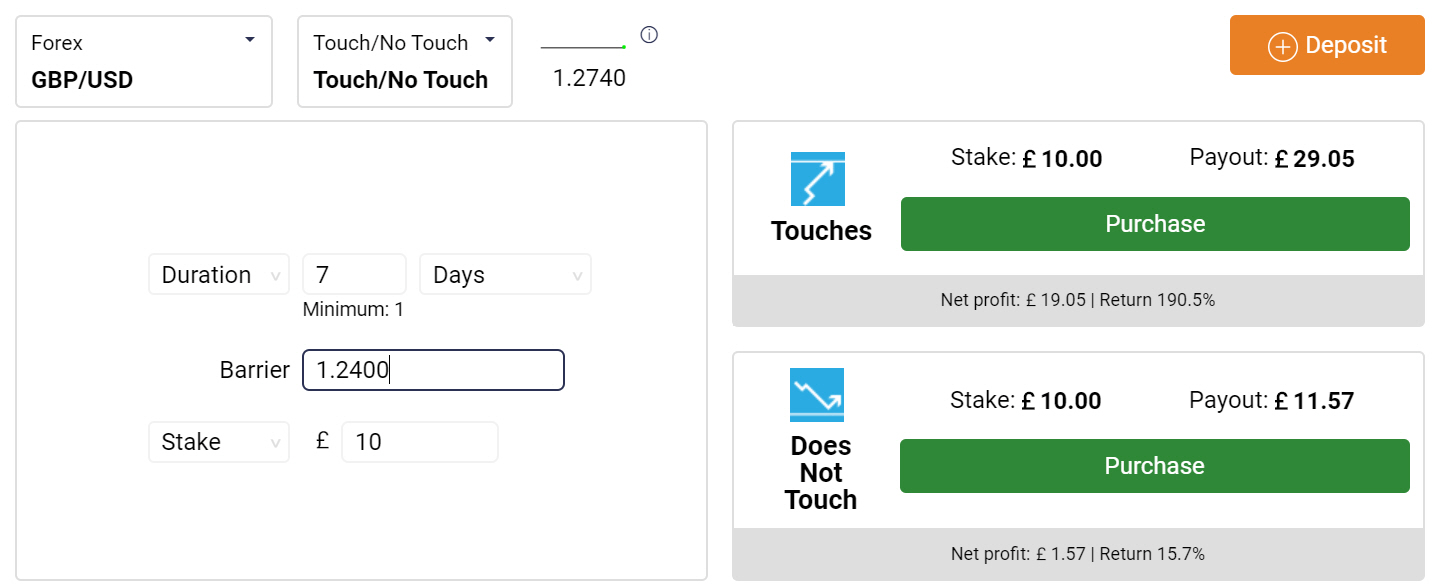 Forex
GBP/USD
Touch/No Touch
Touch/No Touch
1.2740
Deposit
Duration
7
Days
Minimum: 1
Barrier
1.2400
Stake
£
10
Touches
Stake: £ 10.00
Payout: £ 29.05
Purchase
Net profit: £ 19.05 | Return 190.5%
Does
Not
Touch
Stake: £ 10.00
Payout: £ 11.57
Purchase
Net profit: £ 1.57 | Return 15.7%